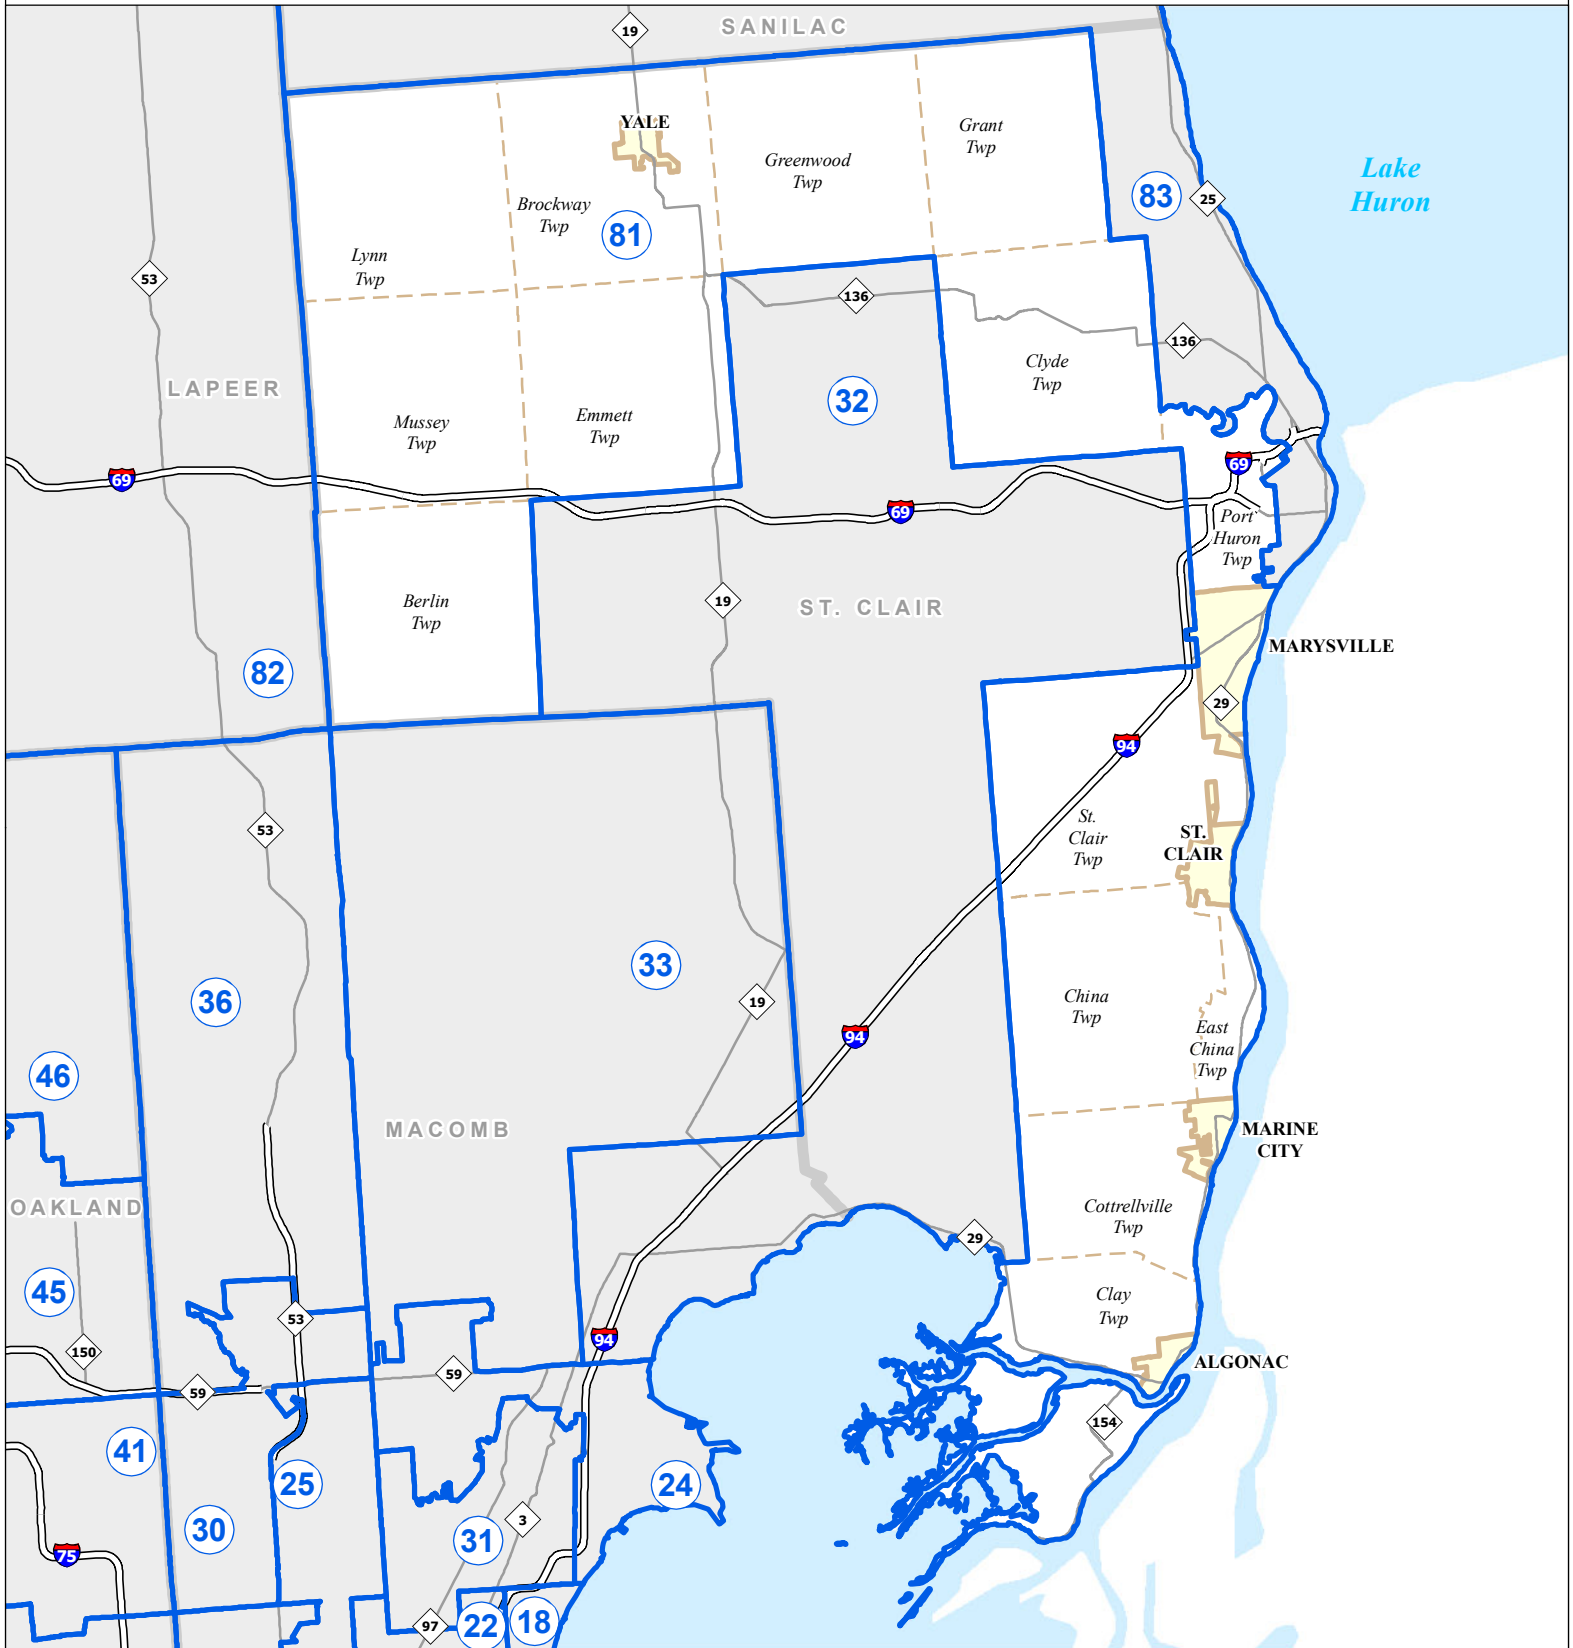 SANILAC
19
YALE
Grant
Twp
Greenwood
Twp
Lake
Huron
83
25
Brockway
Twp
81
Lynn
Twp
53
136
136
LAPEER
Clyde
Twp
32
Mussey
Twp
Emmett
Twp
69
69
69
Port
Huron
Twp
Berlin
Twp
19
ST. CLAIR
MARYSVILLE
82
29
94
53
St.
Clair
Twp
ST.
CLAIR
33
36
19
China
Twp
94
East
China
Twp
46
MACOMB
MARINE
CITY
OAKLAND
Cottrellville
Twp
29
45
Clay
Twp
53
94
150
59
59
ALGONAC
154
41
25
24
30
31
3
75
97
22
18